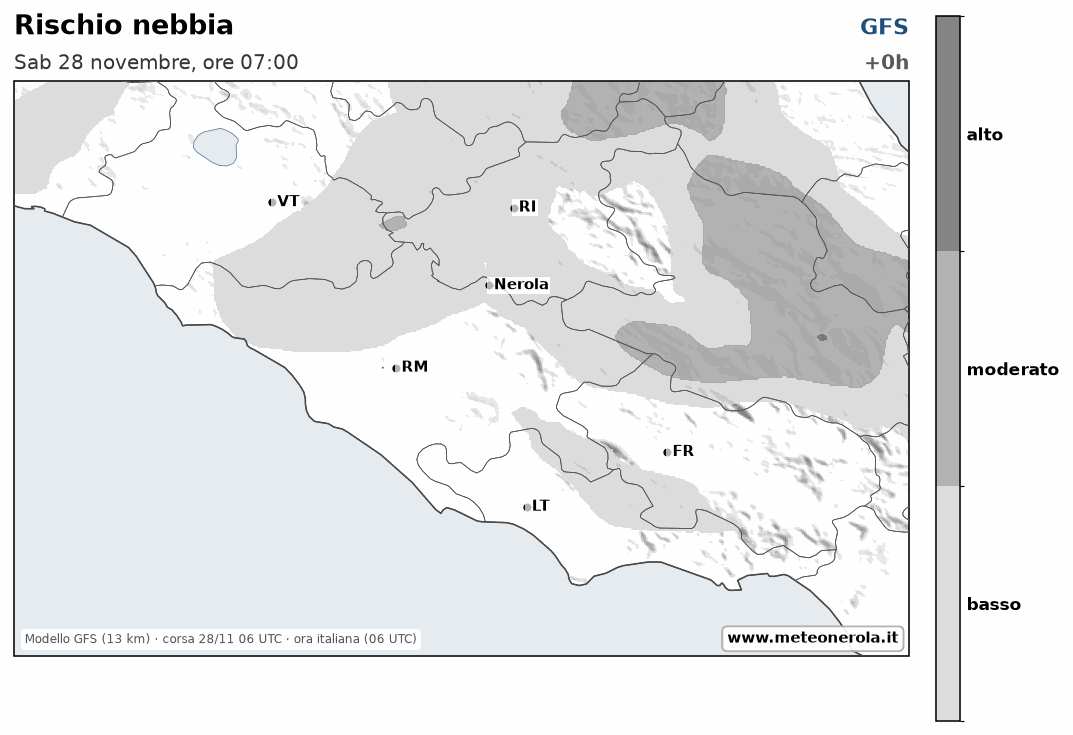 Rischio nebbia
GFS
Sab 28 novembre, ore 07:00
+0h
alto
VT
RI
Nerola
RM
moderato
FR
LT
basso
Modello GFS (13 km) · corsa 28/11 06 UTC · ora italiana (06 UTC)
www.meteonerola.it